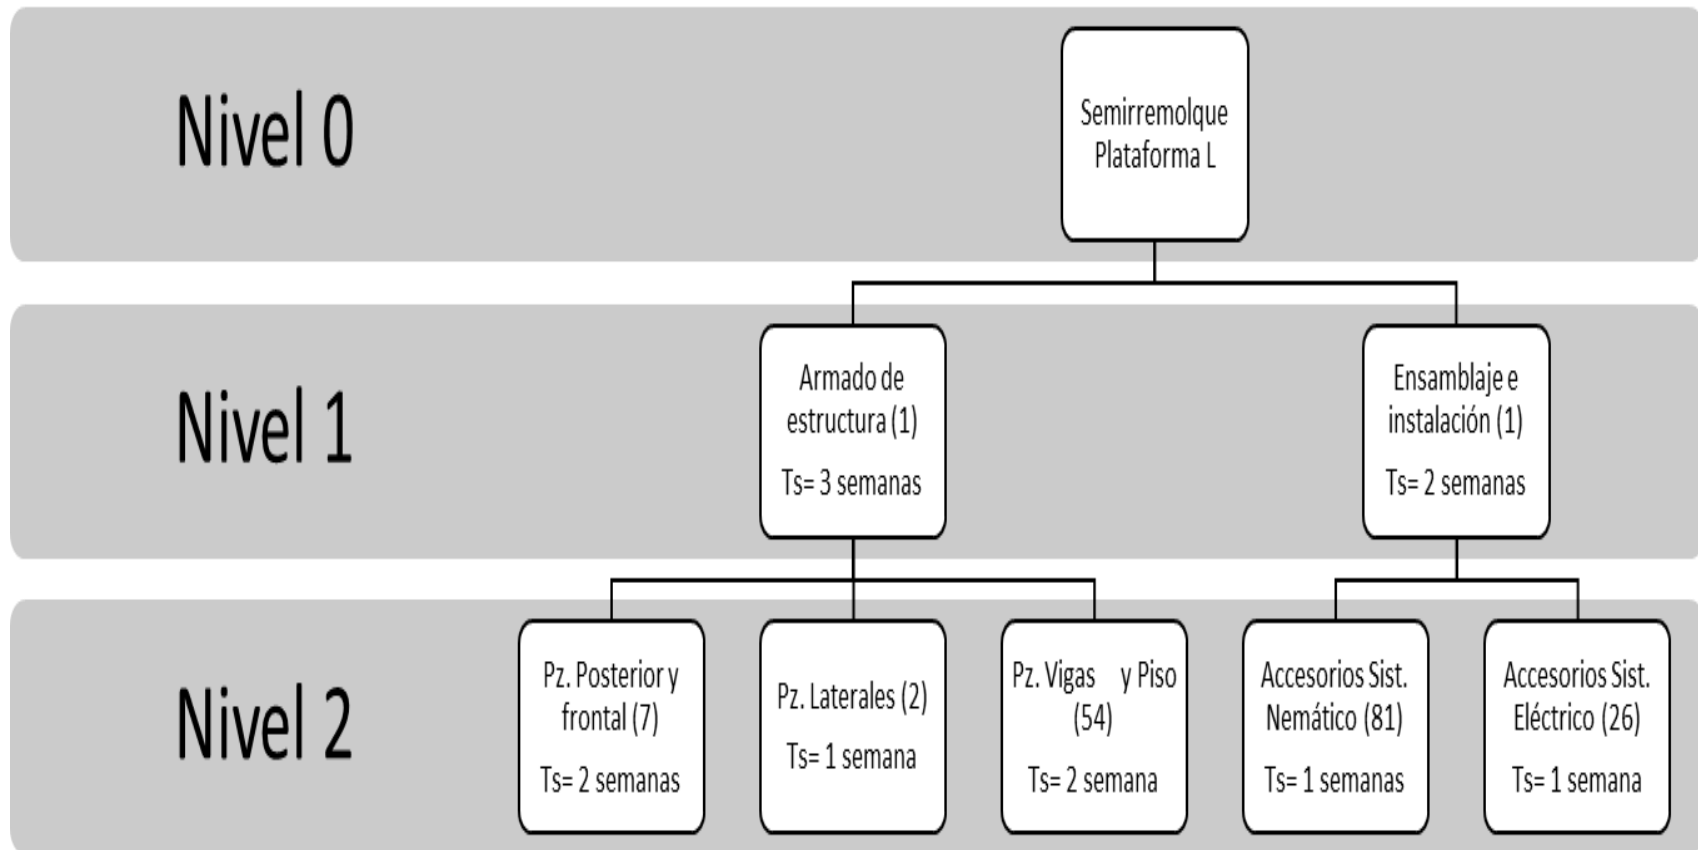 Nivel 0
Semirremolque
Plataforma L
Nivel 1
Armado de
estructura (1)
Ts= 3 semanas
Ensamblaje e
instalación (1)
Ts= 2 semanas
Nivel 2
Pz. Posterior y
frontal (7)
Ts= 2 semanas
Pz. Laterales (2)
Ts= 1 semana
Pz. Vigas y Piso
(54)
Ts= 2 semana
Accesorios Sist.
Nemático (81)
Ts= 1 semanas
Accesorios Sist.
Eléctrico (26)
Ts= 1 semana